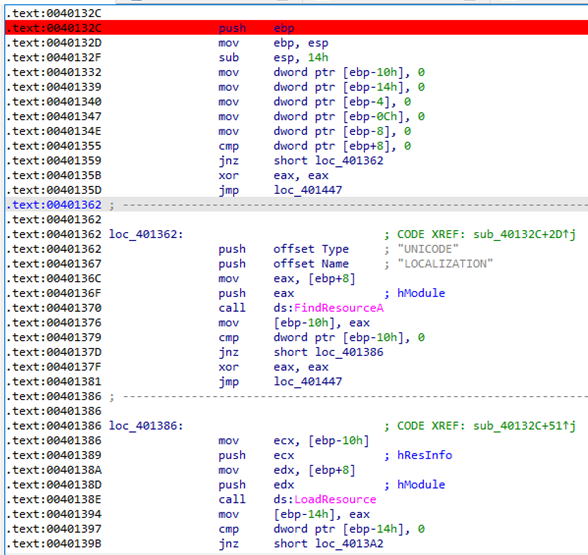 .text:0040132C
.text:0040132C push ebp
.text:0040132D mov ebp, esp
.text:0040132F sub esp, 14h
.text:00401332 mov dword ptr [ebp-10h], 0
.text:00401339 mov dword ptr [ebp-14h], 0
.text:00401340 mov dword ptr [ebp-4], 0
.text:00401347 mov dword ptr [ebp-0Ch], 0
.text:0040134E mov dword ptr [ebp-8], 0
.text:00401355 cmp dword ptr [ebp+8], 0
.text:00401359 jnz short loc_401362
.text:0040135B xor eax, eax
.text:0040135D jmp loc_401447
.text:00401362 ; ---------------------------------------------------------------------------
.text:00401362
.text:00401362 loc_401362: ; CODE XREF: sub_40132C+2D↑j
.text:00401362 push offset Type ; "UNICODE"
.text:00401367 push offset Name ; "LOCALIZATION"
.text:0040136C mov eax, [ebp+8]
.text:0040136F push eax ; hModule
.text:00401370 call ds:FindResourceA
.text:00401376 mov [ebp-10h], eax
.text:00401379 cmp dword ptr [ebp-10h], 0
.text:0040137D jnz short loc_401386
.text:0040137F xor eax, eax
.text:00401381 jmp loc_401447
.text:00401386 ; ---------------------------------------------------------------------------
.text:00401386
.text:00401386 loc_401386: ; CODE XREF: sub_40132C+51↑j
.text:00401386 mov ecx, [ebp-10h]
.text:00401389 push ecx ; hResInfo
.text:0040138A mov edx, [ebp+8]
.text:0040138D push edx ; hModule
.text:0040138E call ds:LoadResource
.text:00401394 mov [ebp-14h], eax
.text:00401397 cmp dword ptr [ebp-14h], 0
.text:0040139B jnz short loc_4013A2